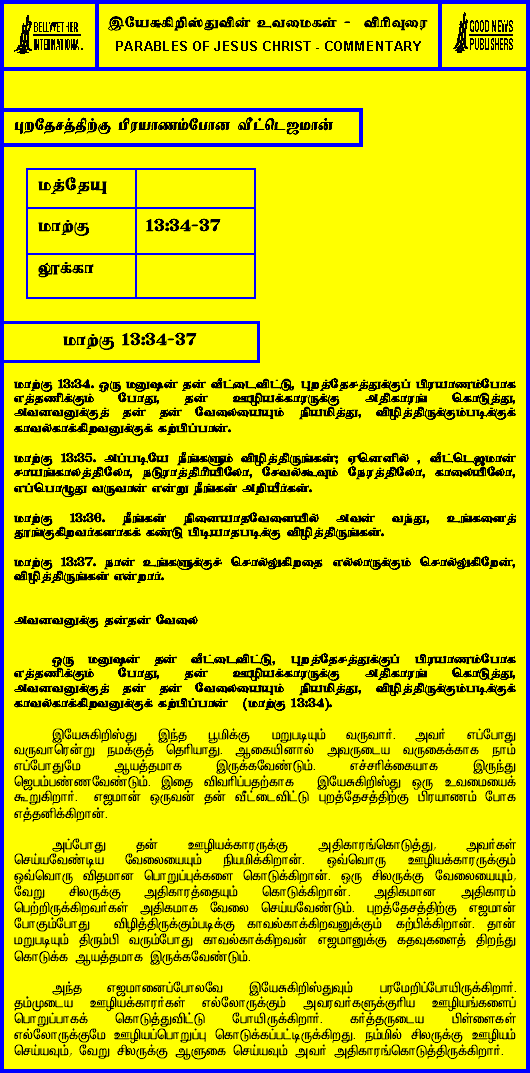 BELLWETHER
INTERNATIONAL
இயேசுகிறிஸ்துவின் உவமைகள் - விரிவுரை
PARABLES OF JESUS CHRIST - COMMENTARY
GOOD NEWS
PUBLISHERS
புறதேசத்திற்கு பிரயாணம்போன வீட்டெஜமான்
மத்தேயு
மாற்கு 13:34-37
லூக்கா
மாற்கு 13:34-37
மாற்கு 13:34. ஒரு மனுஷன் தன் வீட்டைவிட்டு, புறத்தேசத்துக்குப் பிரயாணம்போக
எத்தணிக்கும் போது, தன் ஊழியக்காரருக்கு அதிகாரங் கொடுத்து,
அவனவனுக்குத் தன் தன் வேலையையும் நியமித்து, விழித்திருக்கும்படிக்குக்
காவல்காக்கிறவனுக்குக் கற்பிப்பான்.
மாற்கு 13:35. அப்படியே நீங்களும் விழித்திருங்கள்; ஏனெனில் , வீட்டெஜமான்
சாயங்காலத்திலோ, நடுராத்திரியிலோ, சேவல்கூவும் நேரத்திலோ, காலையிலோ,
எப்பொழுது வருவான் என்று நீங்கள் அறியீர்கள்.
மாற்கு 13:36. நீங்கள் நினையாதவேளையில் அவன் வந்து, உங்களைத்
தூங்குகிறவர்களாகக் கண்டு பிடியாதபடிக்கு விழித்திருங்கள்.
மாற்கு 13:37. நான் உங்களுக்குச் சொல்லுகிறதை எல்லாருக்கும் சொல்லுகிறேன்,
விழித்திருங்கள் என்றார்.
அவனவனுக்கு தன்தன் வேலை
ஒரு மனுஷன் தன் வீட்டைவிட்டு, புறத்தேசத்துக்குப் பிரயாணம்போக
எத்தணிக்கும் போது, தன் ஊழியக்காரருக்கு அதிகாரங் கொடுத்து,
அவனவனுக்குத் தன் தன் வேலையையும் நியமித்து, விழித்திருக்கும்படிக்குக்
காவல்காக்கிறவனுக்குக் கற்பிப்பான் (மாற்கு 13:34).
இயேசுகிறிஸ்து இந்த பூமிக்கு மறுபடியும் வருவார். அவர் எப்போது
வருவாரென்று நமக்குத் தெரியாது. ஆகையினால் அவருடைய வருகைக்காக நாம்
எப்போதுமே ஆயத்தமாக இருக்கவேண்டும். எச்சரிக்கையாக இருந்து
ஜெபம்பண்ணவேண்டும். இதை விவரிப்பதற்காக இயேசுகிறிஸ்து ஒரு உவமையைக்
கூறுகிறார். எஜமான் ஒருவன் தன் வீட்டைவிட்டு புறத்தேசத்திற்கு பிரயாணம் போக
எத்தனிக்கிறான்.
அப்போது தன் ஊழியக்காரருக்கு அதிகாரங்கொடுத்து, அவர்கள்
செய்யவேண்டிய வேலையையும் நியமிக்கிறான். ஒவ்வொரு ஊழியக்காரருக்கும்
ஒவ்வொரு விதமான பொறுப்புக்களை கொடுக்கிறான். ஒரு சிலருக்கு வேலையையும்,
வேறு சிலருக்கு அதிகாரத்தையும் கொடுக்கிறான். அதிகமான அதிகாரம்
பெற்றிருக்கிறவர்கள் அதிகமாக வேலை செய்யவேண்டும். புறத்தேசத்திற்கு எஜமான்
போகும்போது விழித்திருக்கும்படிக்கு காவல்காக்கிறவனுக்கும் கற்பிக்கிறான். தான்
மறுபடியும் திரும்பி வரும்போது காவல்காக்கிறவன் எஜமானுக்கு கதவுகளைத் திறந்து
கொடுக்க ஆயத்தமாக இருக்கவேண்டும்.
அந்த எஜமானைப்போலவே இயேசுகிறிஸ்துவும் பரமேறிப்போயிருக்கிறார்.
தம்முடைய ஊழியக்காரர்கள் எல்லோருக்கும் அவரவர்களுக்குரிய ஊழியங்களைப்
பொறுப்பாகக் கொடுத்துவிட்டு போயிருக்கிறார். கர்த்தருடைய பிள்ளைகள்
எல்லோருக்குமே ஊழியப்பொறுப்பு கொடுக்கப்பட்டிருக்கிறது. நம்மில் சிலருக்கு ஊழியம்
செய்யவும், வேறு சிலருக்கு ஆளுகை செய்யவும் அவர் அதிகாரங்கொடுத்திருக்கிறார்.